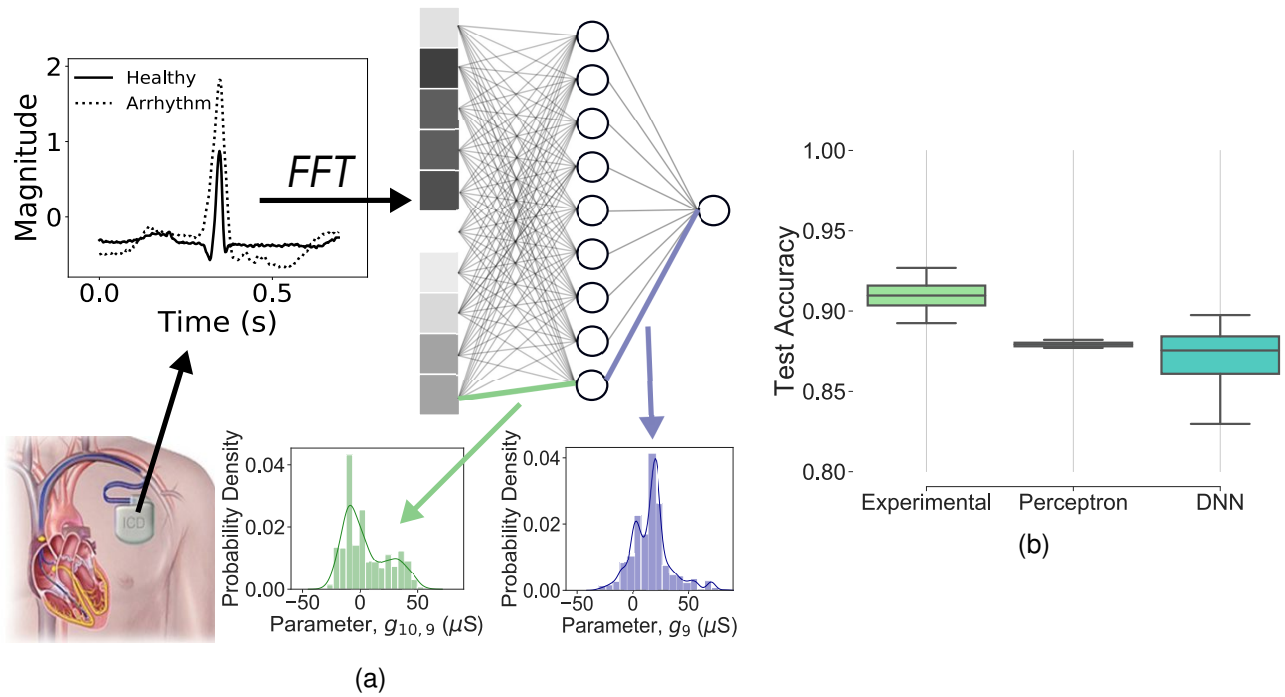 2
1
0
Magnitude
Healthy
Arrhythm
0.0
0.5
Time (s)
FFT
ICD
0.04
0.02
0.00
Probability Density
−50
0
50
Parameter, g10, 9 (μS)
0.04
0.02
0.00
Probability Density
−50
0
50
Parameter, g9 (μS)
(a)
1.00
0.95
0.90
0.85
0.80
Test Accuracy
Experimental
Perceptron
DNN
(b)